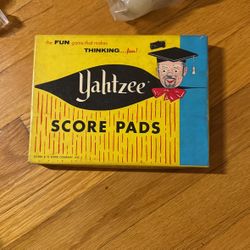 the FUN game that makes
THINKING...fun!
Yahtzee
SCORE PADS